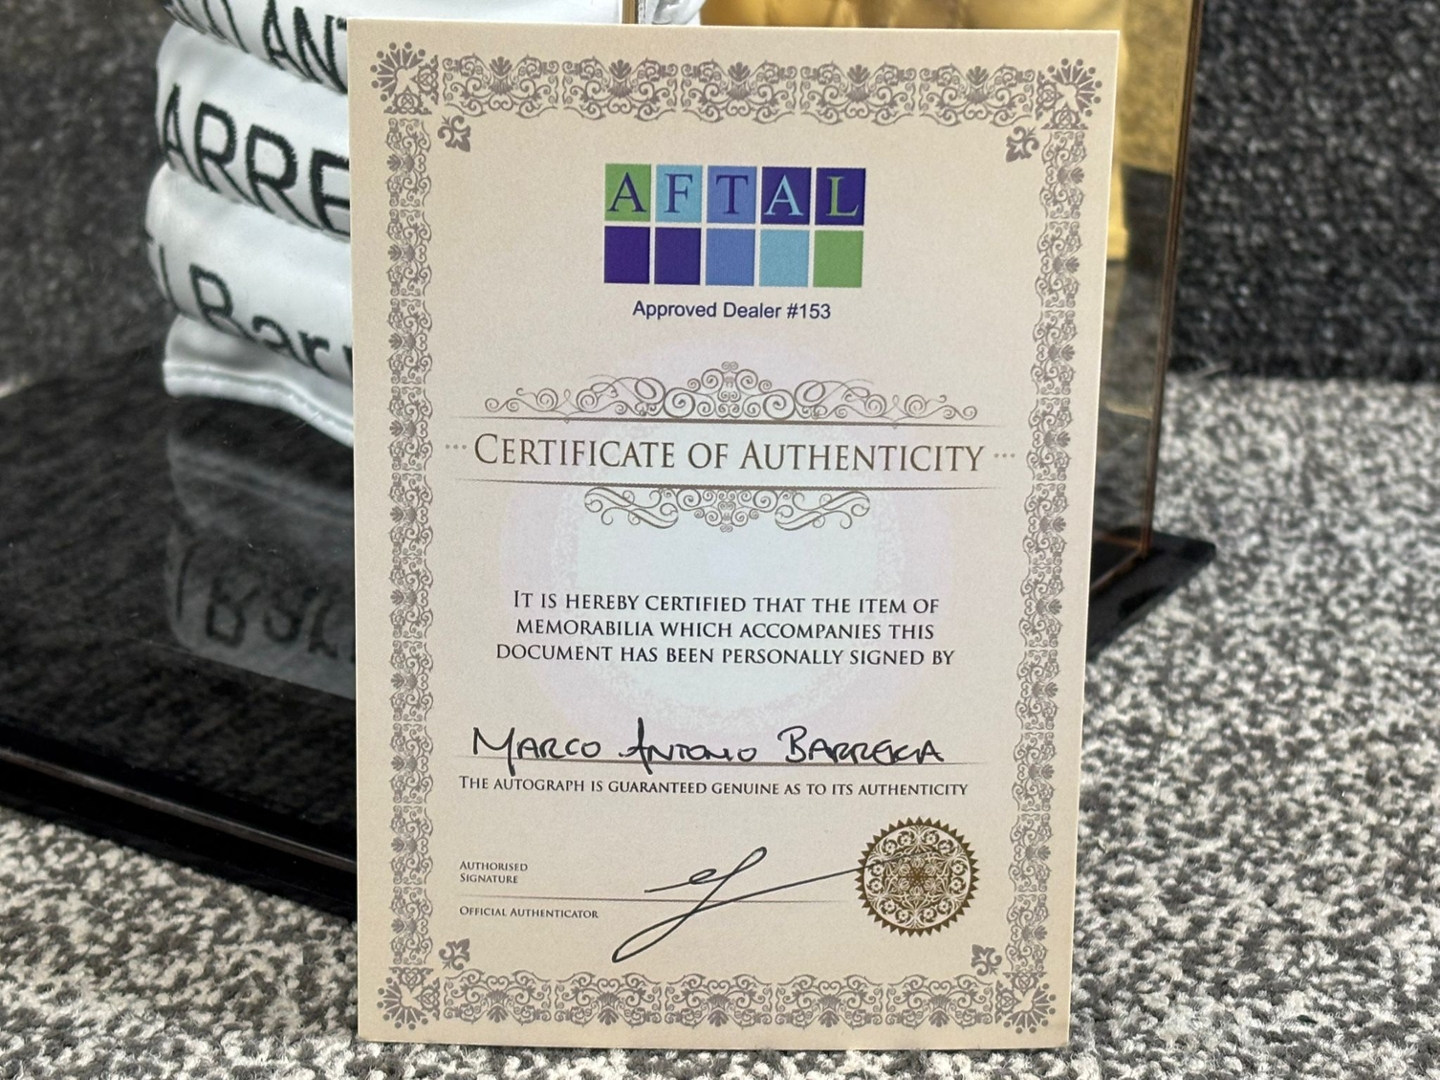 ARRE
Barr
AFTAL
Approved Dealer #153
CERTIFICATE OF AUTHENTICITY
IT IS HEREBY CERTIFIED THAT THE ITEM OF
MEMORABILIA WHICH ACCOMPANIES THIS
DOCUMENT HAS BEEN PERSONALLY SIGNED BY
MARCO ANTONIO BARRERA
THE AUTOGRAPH IS GUARANTEED GENUINE AS TO ITS AUTHENTICITY
AUTHORISED
SIGNATURE
OFFICIAL AUTHENTICATOR